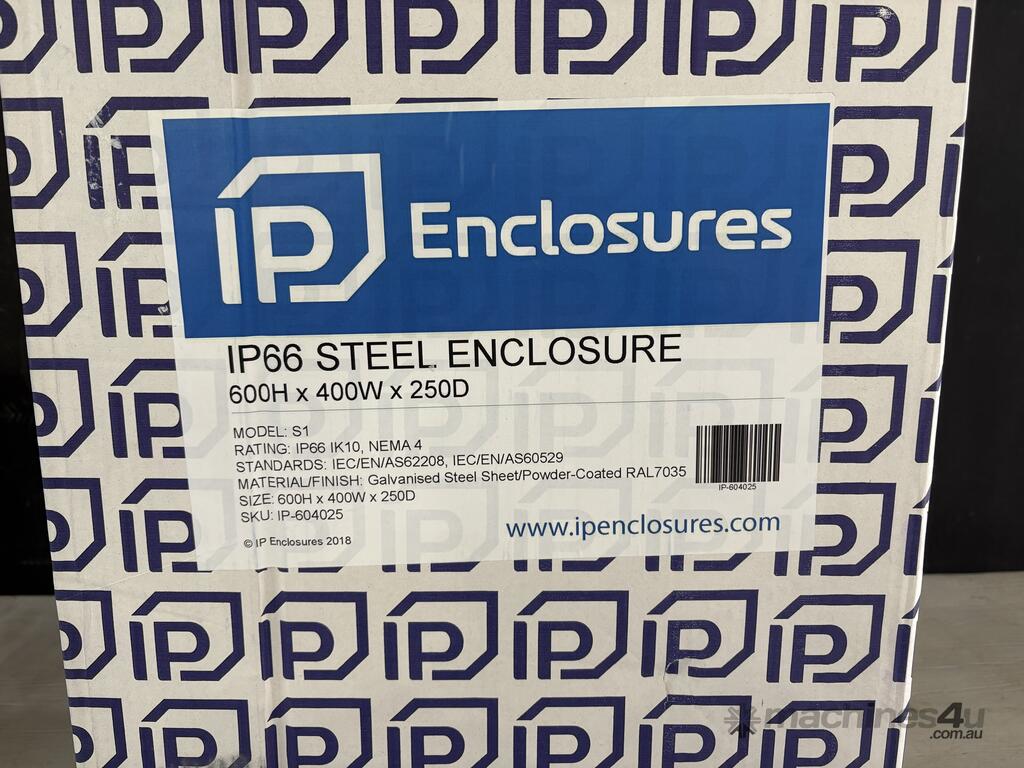 IP Enclosures
IP66 STEEL ENCLOSURE
600H x 400W x 250D
MODEL: S1
RATING: IP66 IK10, NEMA 4
STANDARDS: IEC/EN/AS62208, IEC/EN/AS60529
MATERIAL/FINISH: Galvanised Steel Sheet/Powder-Coated RAL7035
SIZE: 600H x 400W x 250D
SKU: IP-604025
IP-604025
© IP Enclosures 2018
www.ipenclosures.com
machines4u
.com.au